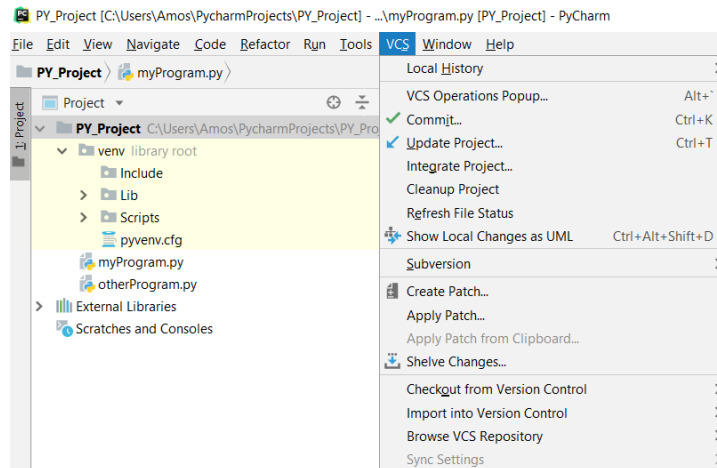 PY_Project [C:\Users\Amos\PycharmProjects\PY_Project] - ...\myProgram.py [PY_Project] - PyCharm
File Edit View Navigate Code Refactor Run Tools VCS Window Help
PY_Project myProgram.py
1: Project
Project
PY_Project C:\Users\Amos\PycharmProjects\PY_Pro
venv library root
Include
Lib
Scripts
pyvenv.cfg
myProgram.py
otherProgram.py
External Libraries
Scratches and Consoles
Local History
VCS Operations Popup... Alt+`
Commit... Ctrl+K
Update Project... Ctrl+T
Integrate Project...
Cleanup Project
Refresh File Status
Show Local Changes as UML Ctrl+Alt+Shift+D
Subversion
Create Patch...
Apply Patch...
Apply Patch from Clipboard...
Shelve Changes...
Checkout from Version Control
Import into Version Control
Browse VCS Repository
Sync Settings